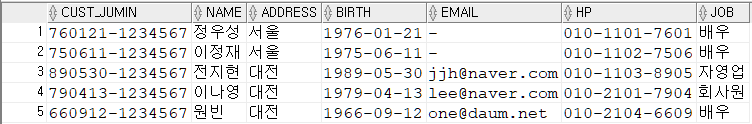 CUST_JUMIN NAME ADDRESS BIRTH EMAIL HP JOB
1 760121-1234567 정우성 서울 1976-01-21 - 010-1101-7601 배우
2 750611-1234567 이정재 서울 1975-06-11 - 010-1102-7506 배우
3 890530-1234567 전지현 대전 1989-05-30 jjh@naver.com 010-1103-8905 자영업
4 790413-1234567 이나영 대전 1979-04-13 lee@naver.com 010-2101-7904 회사원
5 660912-1234567 원빈 대전 1966-09-12 one@daum.net 010-2104-6609 배우